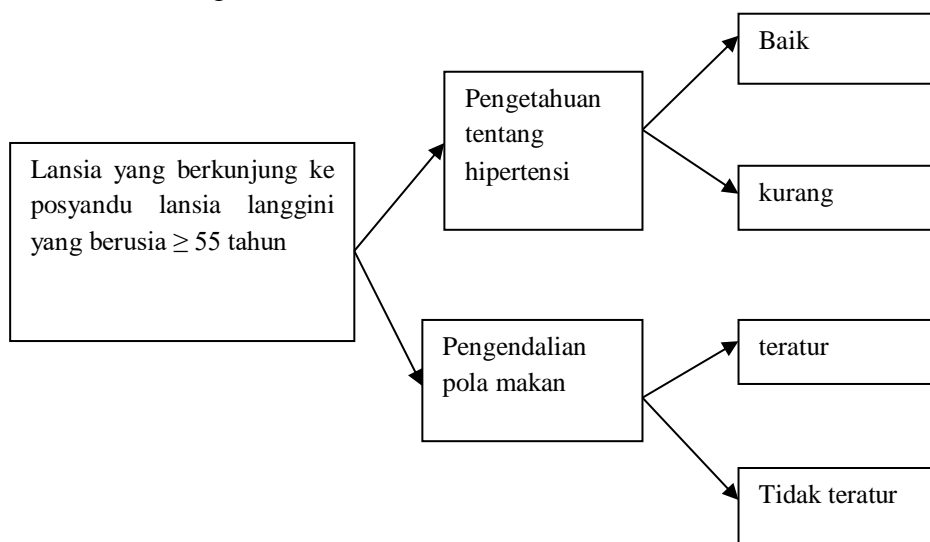 Baik
Pengetahuan
tentang
hipertensi
Lansia yang berkunjung ke
posyandu lansia langgini
yang berusia ≥ 55 tahun
kurang
Pengendalian
pola makan
teratur
Tidak teratur